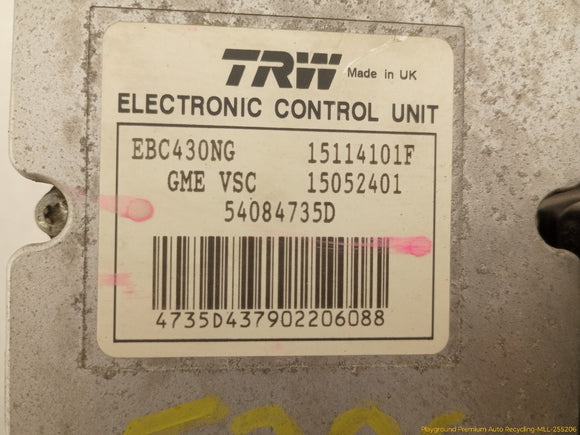 TRW Made in UK
ELECTRONIC CONTROL UNIT
EBC430NG 15114101F
GME VSC 15052401
54084735D
4735D437902206088
Playground Premium Auto Recycling-MLL-255206